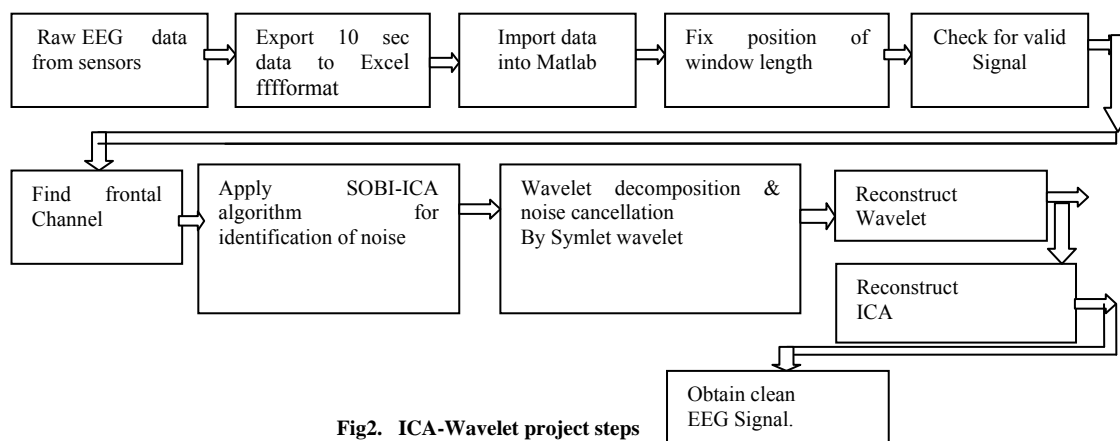 Raw EEG data
from sensors
Export 10 sec
data to Excel
fffformat
Import data
into Matlab
Fix position of
window length
Check for valid
Signal
Find frontal
Channel
Apply SOBI-ICA
algorithm for
identification of noise
Wavelet decomposition &
noise cancellation
By Symlet wavelet
Reconstruct
Wavelet
Reconstruct
ICA
Obtain clean
EEG Signal.
Fig2. ICA-Wavelet project steps